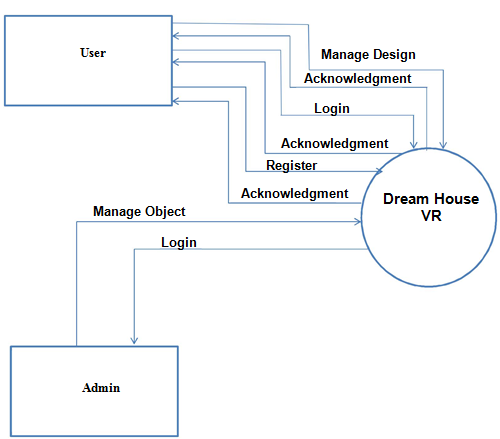 User
Manage Design
Acknowledgment
Login
Acknowledgment
Register
Acknowledgment
Dream House
VR
Manage Object
Login
Admin